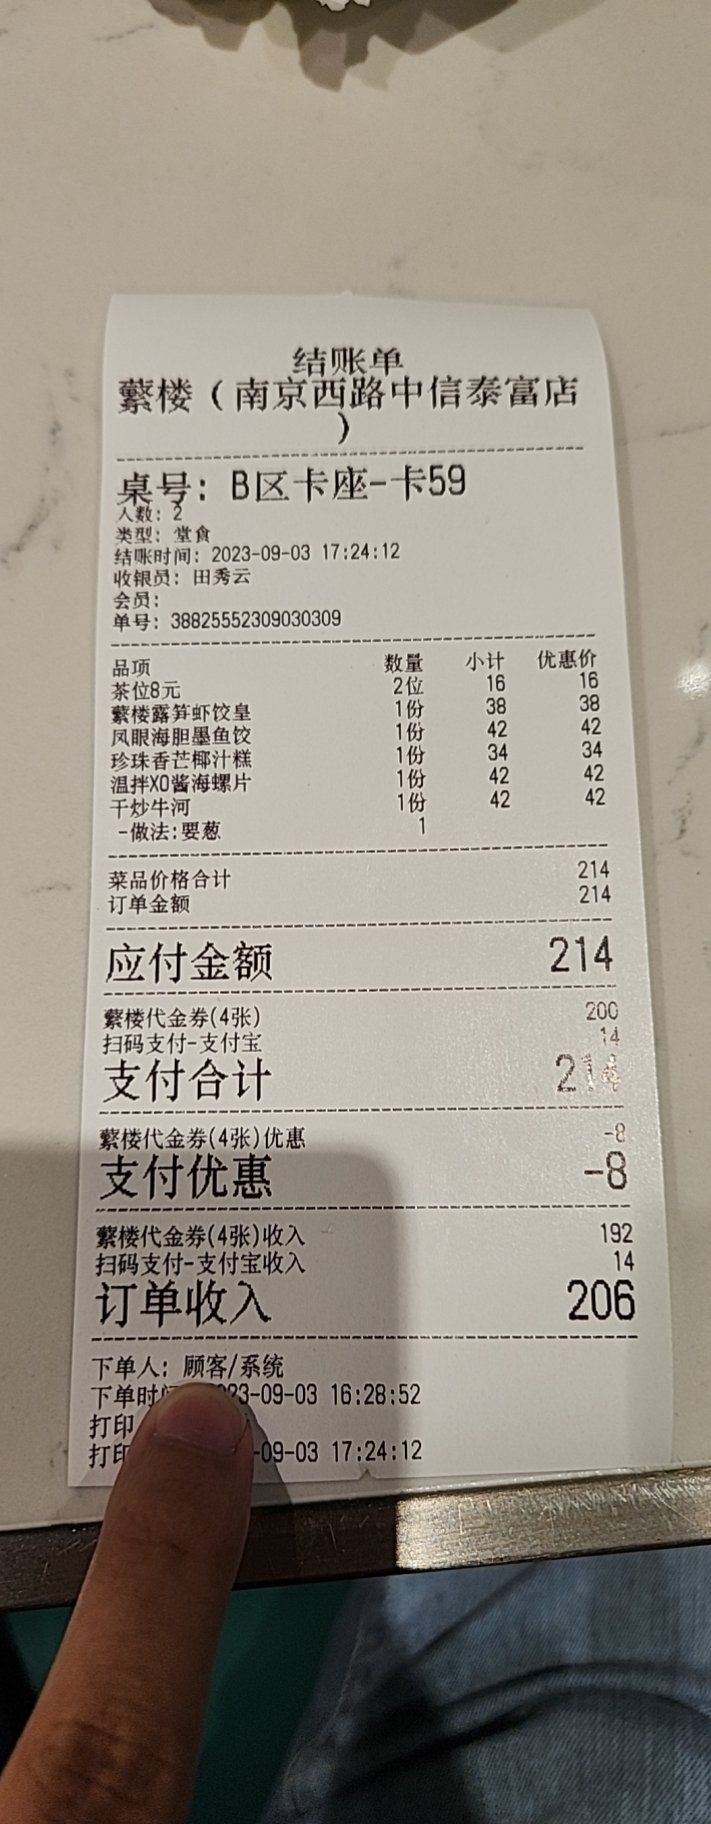 结账单
蘩楼（南京西路中信泰富店
）
桌号: B区卡座-卡59
人数: 2
类型: 堂食
结账时间: 2023-09-03 17:24:12
收银员: 田秀云
会员:
单号: 38825552309030309
品项 数量 小计 优惠价
茶位8元 2位 16 16
蘩楼露笋虾饺皇 1份 38 38
凤眼海胆墨鱼饺 1份 42 42
珍珠香芒椰汁糕 1份 34 34
温拌XO酱海螺片 1份 42 42
干炒牛河 1份 42 42
-做法:要葱 1
菜品价格合计 214
订单金额 214
应付金额 214
蘩楼代金券(4张) 200
扫码支付-支付宝 14
支付合计 214
蘩楼代金券(4张)优惠 -8
支付优惠 -8
蘩楼代金券(4张)收入 192
扫码支付-支付宝收入 14
订单收入 206
下单人: 顾客/系统
下单时 23-09-03 16:28:52
打印
打印 -09-03 17:24:12